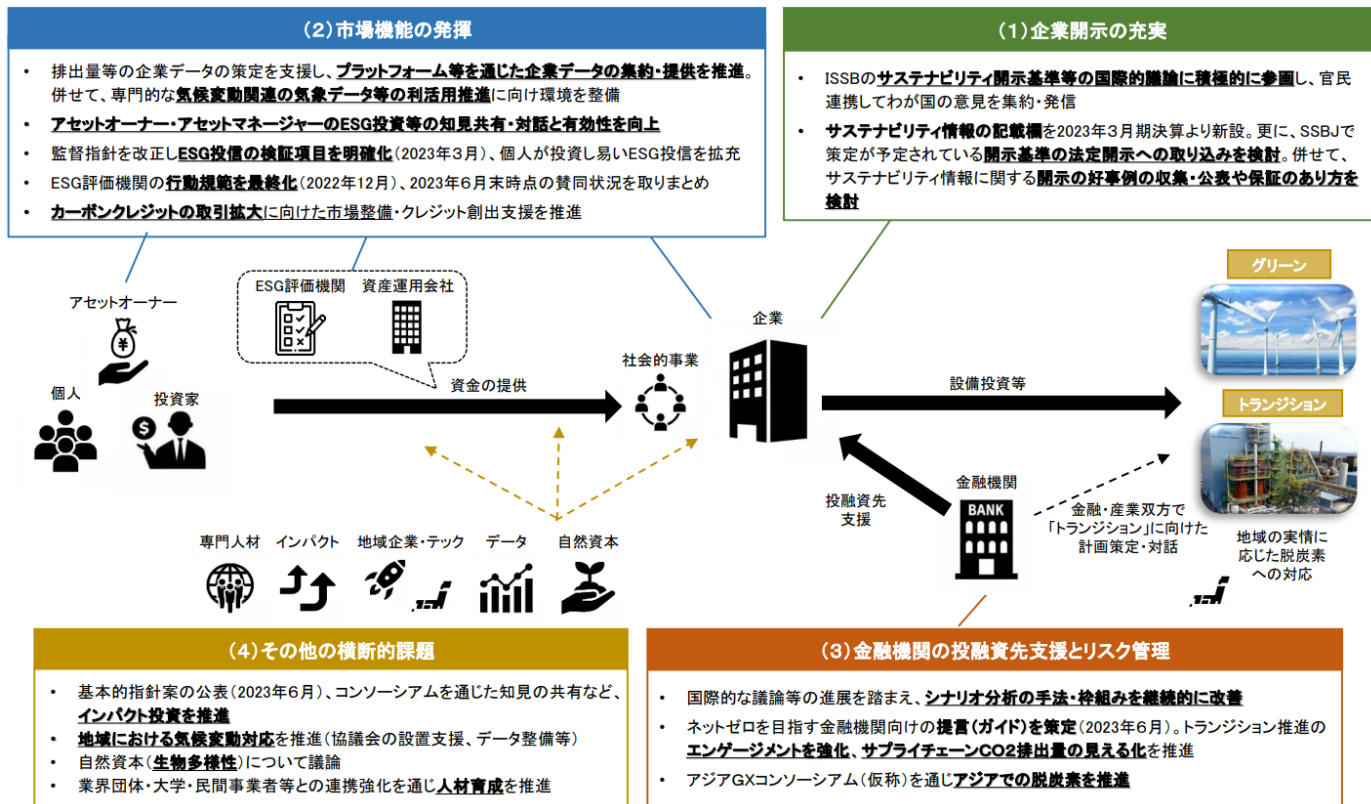 (2)市場機能の発揮
• 排出量等の企業データの策定を支援し、プラットフォーム等を通じた企業データの集約・提供を推進。
併せて、専門的な気候変動関連の気象データ等の利活用推進に向け環境を整備
• アセットオーナー・アセットマネージャーのESG投資等の知見共有・対話と有効性を向上
• 監督指針を改正しESG投信の検証項目を明確化(2023年3月)、個人が投資し易いESG投信を拡充
• ESG評価機関の行動規範を最終化(2022年12月)、2023年6月末時点の賛同状況を取りまとめ
• カーボンクレジットの取引拡大に向けた市場整備・クレジット創出支援を推進
(1)企業開示の充実
• ISSBのサステナビリティ開示基準等の国際的議論に積極的に参画し、官民
連携してわが国の意見を集約・発信
• サステナビリティ情報の記載欄を2023年3月期決算より新設。更に、SSBJで
策定が予定されている開示基準の法定開示への取り込みを検討。併せて、
サステナビリティ情報に関する開示の好事例の収集・公表や保証のあり方を
検討
アセットオーナー
個人
投資家
ESG評価機関
資産運用会社
資金の提供
社会的事業
企業
設備投資等
グリーン
トランジション
地域の実情に
応じた脱炭素
への対応
投融資先
支援
金融機関
BANK
金融・産業双方で
「トランジション」に向けた
計画策定・対話
専門人材
インパクト
地域企業・テック
データ
自然資本
(4)その他の横断的課題
• 基本的指針案の公表(2023年6月)、コンソーシアムを通じた知見の共有など、
インパクト投資を推進
• 地域における気候変動対応を推進(協議会の設置支援、データ整備等)
• 自然資本(生物多様性)について議論
• 業界団体・大学・民間事業者等との連携強化を通じ人材育成を推進
(3)金融機関の投融資先支援とリスク管理
• 国際的な議論等の進展を踏まえ、シナリオ分析の手法・枠組みを継続的に改善
• ネットゼロを目指す金融機関向けの提言(ガイド)を策定(2023年6月)。トランジション推進の
エンゲージメントを強化、サプライチェーンCO2排出量の見える化を推進
• アジアGXコンソーシアム(仮称)を通じアジアでの脱炭素を推進